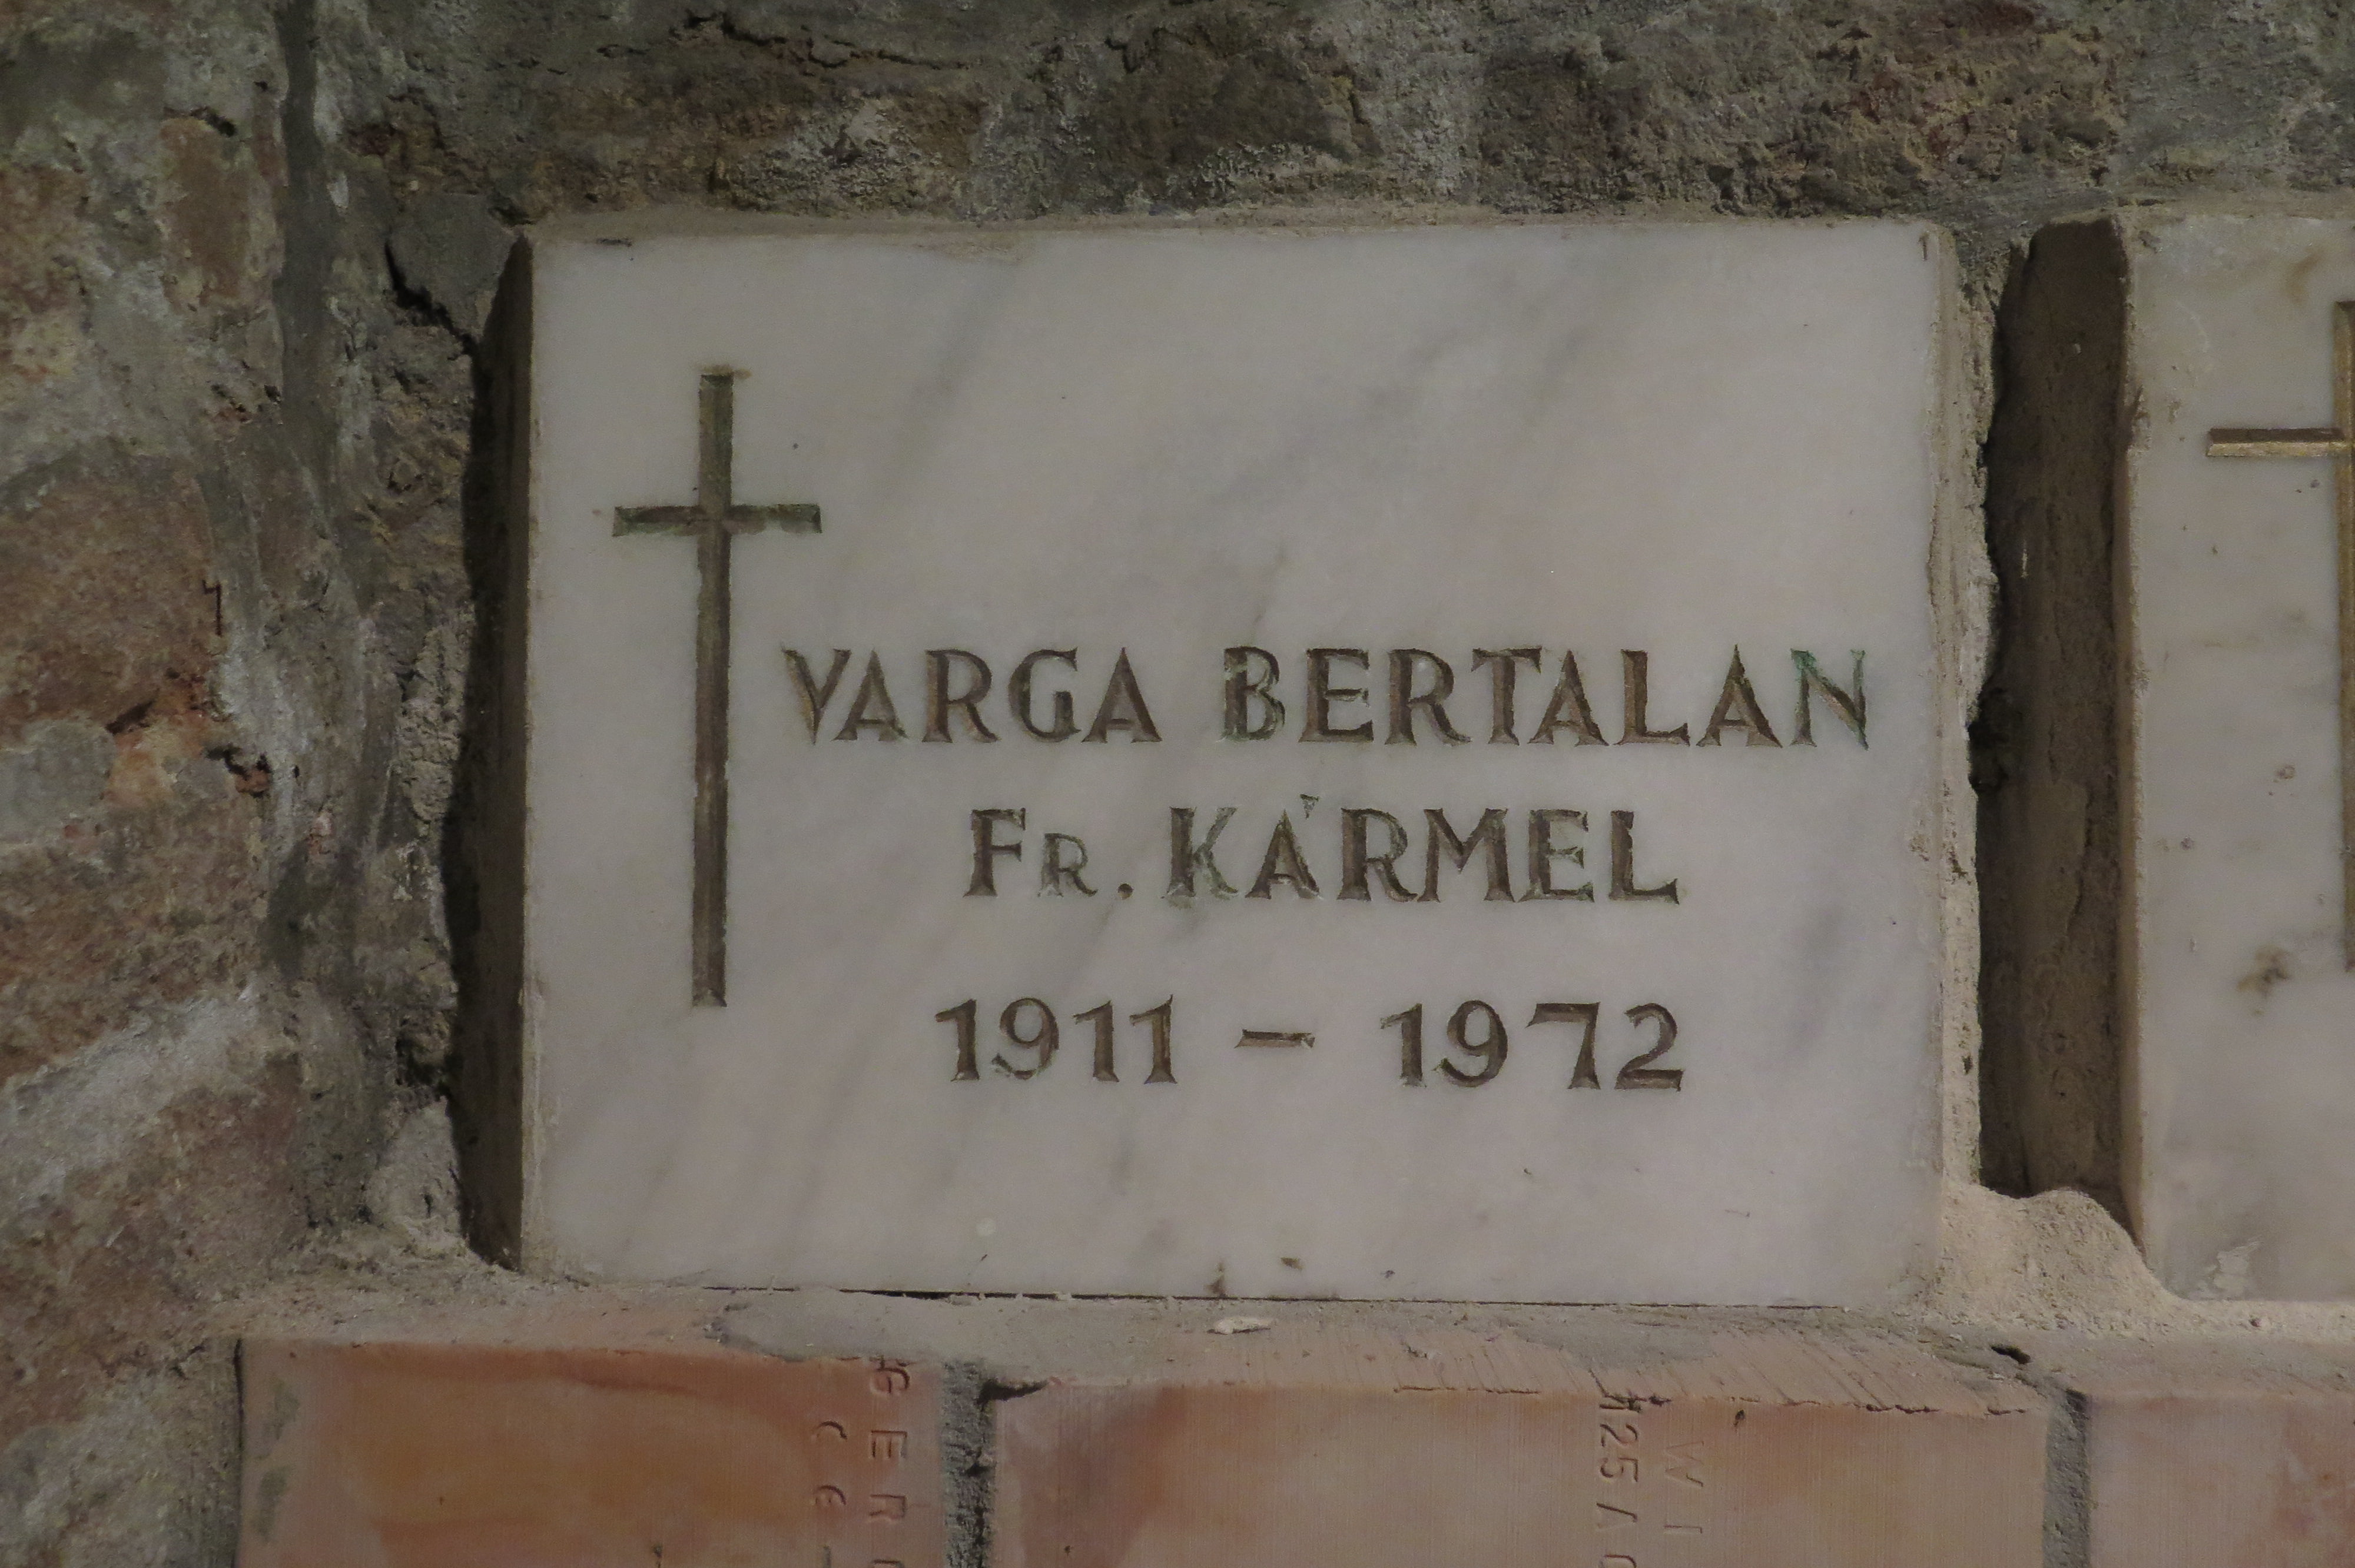 VARGA BERTALAN
FR. KÁRMEL
1911 – 1972